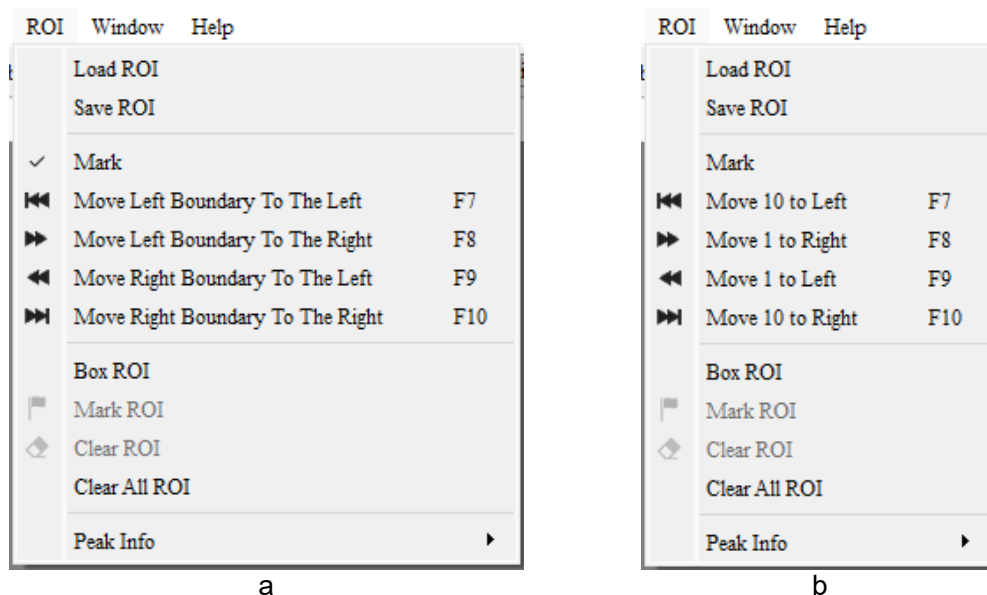 ROI Window Help
Load ROI
Save ROI
Mark
Move Left Boundary To The Left F7
Move Left Boundary To The Right F8
Move Right Boundary To The Left F9
Move Right Boundary To The Right F10
Box ROI
Mark ROI
Clear ROI
Clear All ROI
Peak Info
a
ROI Window Help
Load ROI
Save ROI
Mark
Move 10 to Left F7
Move 1 to Right F8
Move 1 to Left F9
Move 10 to Right F10
Box ROI
Mark ROI
Clear ROI
Clear All ROI
Peak Info
b